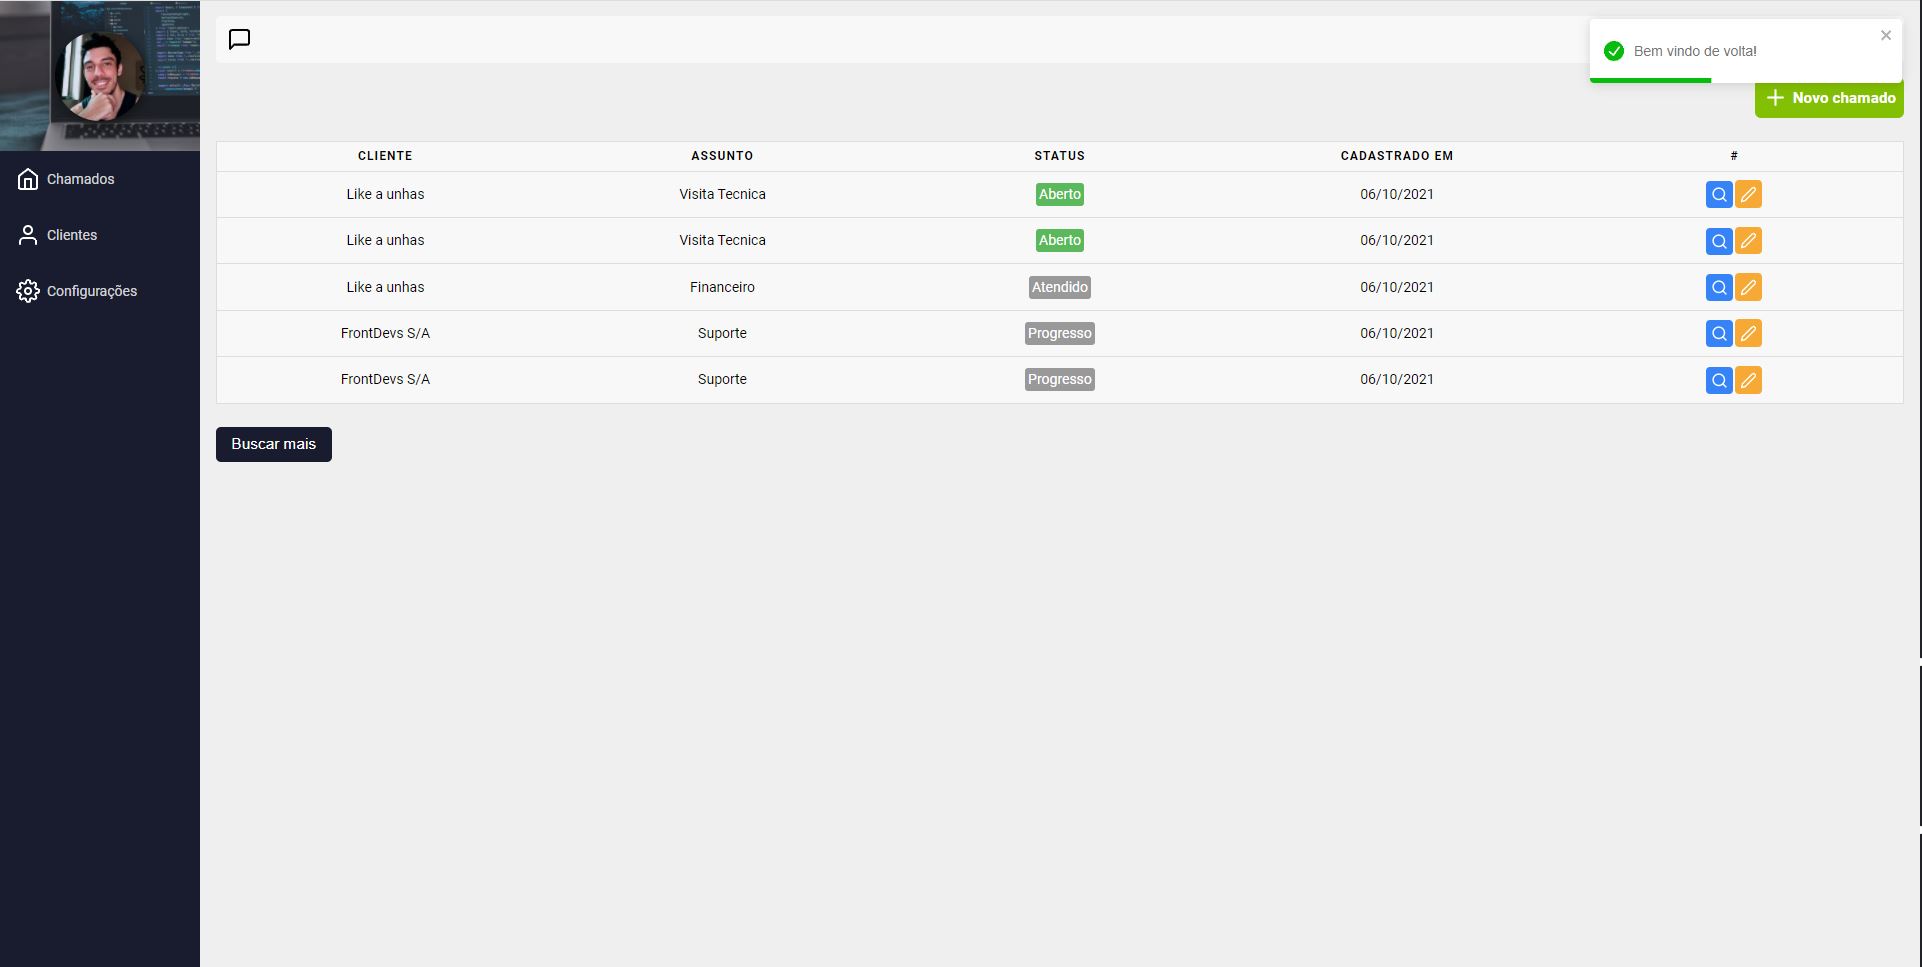 Bem vindo de volta!
Novo chamado
Chamados
Clientes
Configurações
CLIENTE ASSUNTO STATUS CADASTRADO EM #
Like a unhas Visita Tecnica Aberto 06/10/2021
Like a unhas Visita Tecnica Aberto 06/10/2021
Like a unhas Financeiro Atendido 06/10/2021
FrontDevs S/A Suporte Progresso 06/10/2021
FrontDevs S/A Suporte Progresso 06/10/2021
Buscar mais